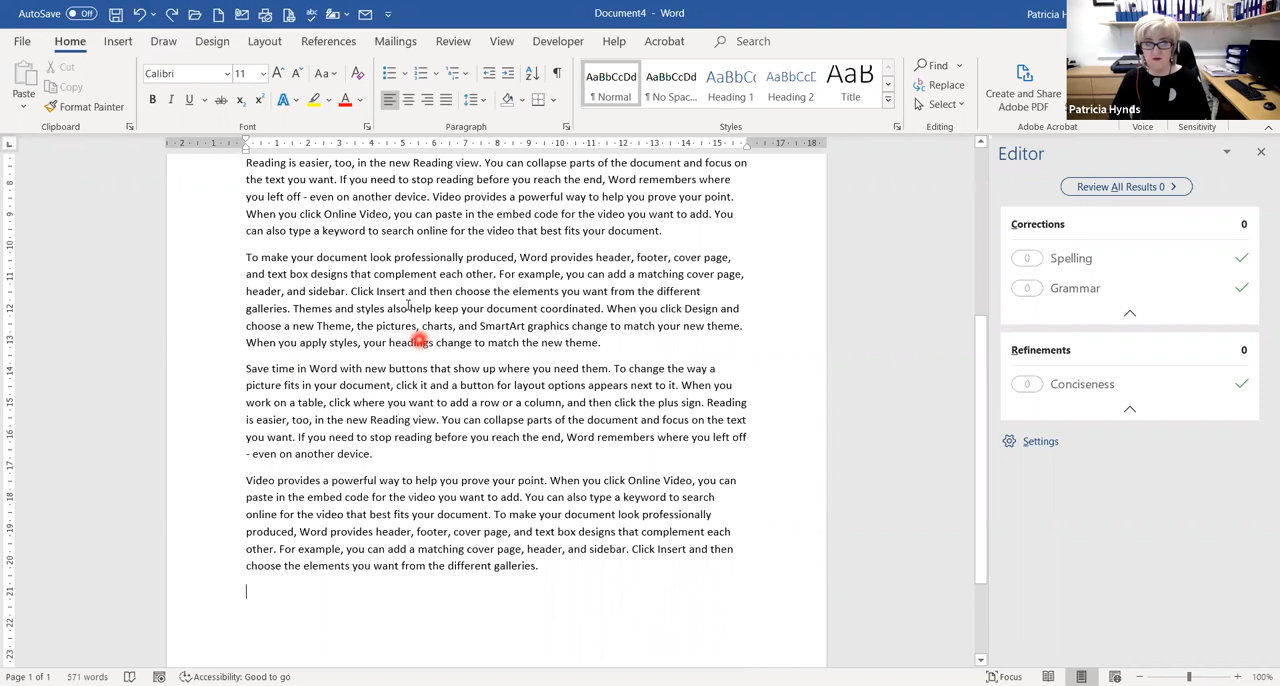 AutoSave Off Document4 - Word Patricia H
File Home Insert Draw Design Layout References Mailings Review View Developer Help Acrobat Search
Paste Cut Copy Format Painter Clipboard
Calibri 11 Font
Paragraph
AaBbCcDd ¶ Normal AaBbCcDd ¶ No Spac... AaBbCc Heading 1 AaBbCcD Heading 2 AaB Title Styles
Find Replace Select Editing
Create and Share Adobe PDF Adobe Acrobat
Voice Sensitivity
Patricia Hynds
2 1 1 2 3 4 5 6 7 8 9 10 11 12 13 14 15 17 18
Reading is easier, too, in the new Reading view. You can collapse parts of the document and focus on
the text you want. If you need to stop reading before you reach the end, Word remembers where
you left off - even on another device. Video provides a powerful way to help you prove your point.
When you click Online Video, you can paste in the embed code for the video you want to add. You
can also type a keyword to search online for the video that best fits your document.
To make your document look professionally produced, Word provides header, footer, cover page,
and text box designs that complement each other. For example, you can add a matching cover page,
header, and sidebar. Click Insert and then choose the elements you want from the different
galleries. Themes and styles also help keep your document coordinated. When you click Design and
choose a new Theme, the pictures, charts, and SmartArt graphics change to match your new theme.
When you apply styles, your headings change to match the new theme.
Save time in Word with new buttons that show up where you need them. To change the way a
picture fits in your document, click it and a button for layout options appears next to it. When you
work on a table, click where you want to add a row or a column, and then click the plus sign. Reading
is easier, too, in the new Reading view. You can collapse parts of the document and focus on the text
you want. If you need to stop reading before you reach the end, Word remembers where you left off
- even on another device.
Video provides a powerful way to help you prove your point. When you click Online Video, you can
paste in the embed code for the video you want to add. You can also type a keyword to search
online for the video that best fits your document. To make your document look professionally
produced, Word provides header, footer, cover page, and text box designs that complement each
other. For example, you can add a matching cover page, header, and sidebar. Click Insert and then
choose the elements you want from the different galleries.
Editor
Review All Results 0
Corrections 0
0 Spelling
0 Grammar
Refinements 0
0 Conciseness
Settings
Page 1 of 1 571 words Accessibility: Good to go Focus 100%